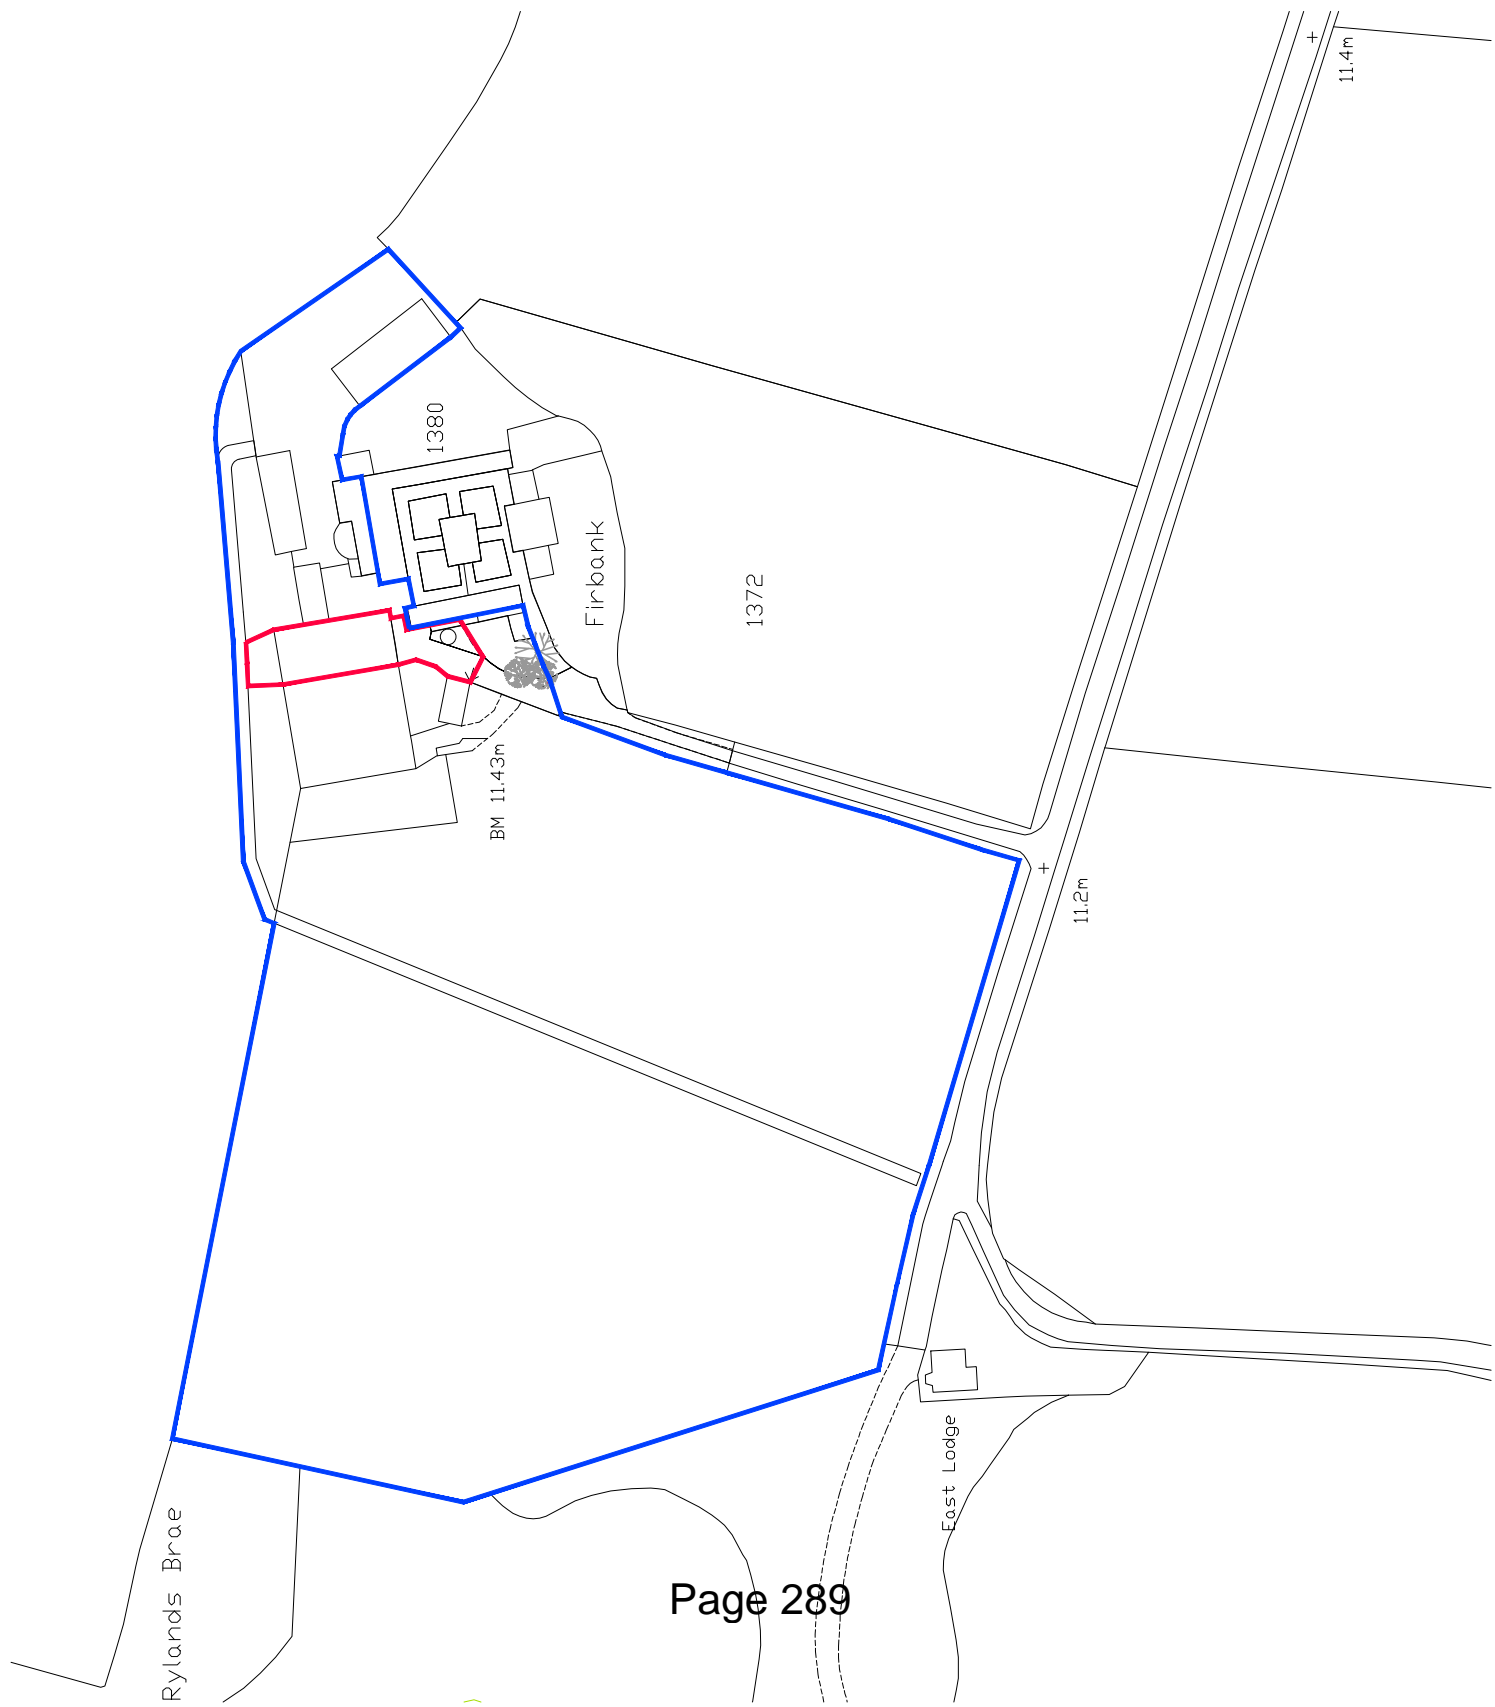 11.4m
1380
Firbank
1372
BM 11.43m
11.2m
East Lodge
Rylands Brae
Page 289